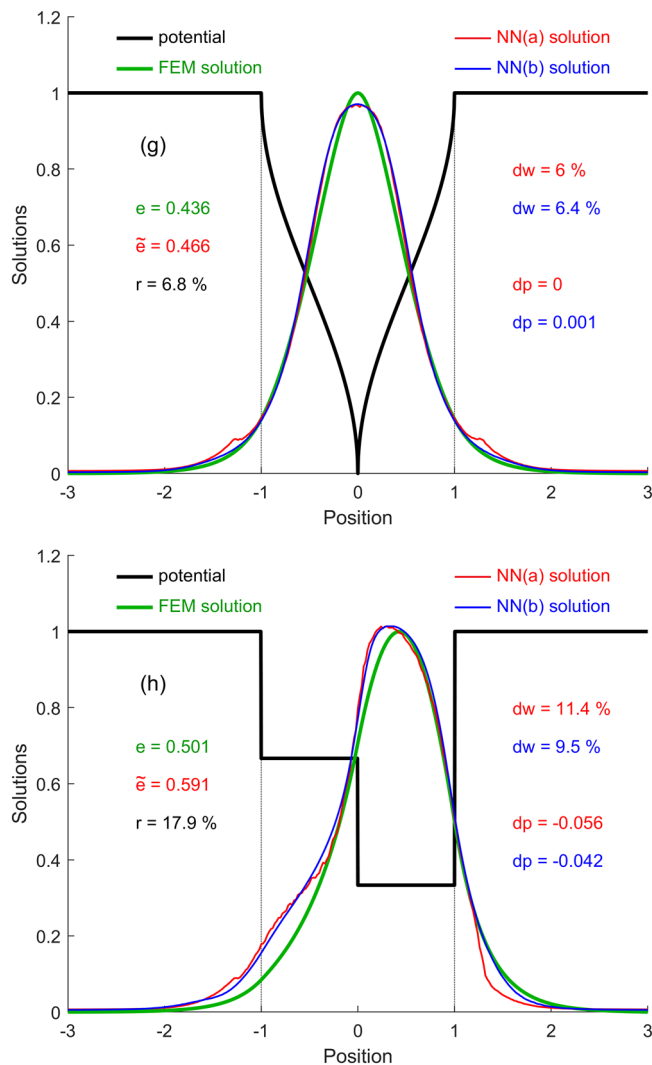 1.2
potential
NN(a) solution
FEM solution
NN(b) solution
1
(g)
dw = 6 %
0.8
e = 0.436
dw = 6.4 %
0.6
ẽ = 0.466
r = 6.8 %
dp = 0
0.4
dp = 0.001
0.2
0
Solutions
-3 -2 -1 0 1 2 3
Position
1.2
potential
NN(a) solution
FEM solution
NN(b) solution
1
(h)
dw = 11.4 %
0.8
e = 0.501
dw = 9.5 %
0.6
ẽ = 0.591
r = 17.9 %
dp = -0.056
0.4
dp = -0.042
0.2
0
Solutions
-3 -2 -1 0 1 2 3
Position